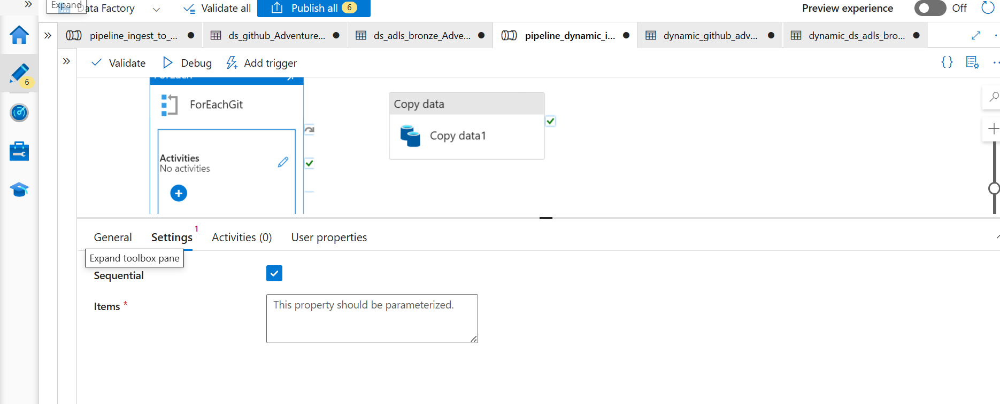 Expand
Data Factory
Validate all
Publish all
6
Preview experience
Off
pipeline_ingest_to_...
ds_github_Adventure...
ds_adls_bronze_Adve...
pipeline_dynamic_i...
dynamic_github_adv...
dynamic_ds_adls_bro...
6
Validate
Debug
Add trigger
{}
ForEach
ForEachGit
Activities
No activities
Copy data
Copy data1
General
Settings
1
Activities (0)
User properties
Expand toolbox pane
Sequential
Items *
This property should be parameterized.